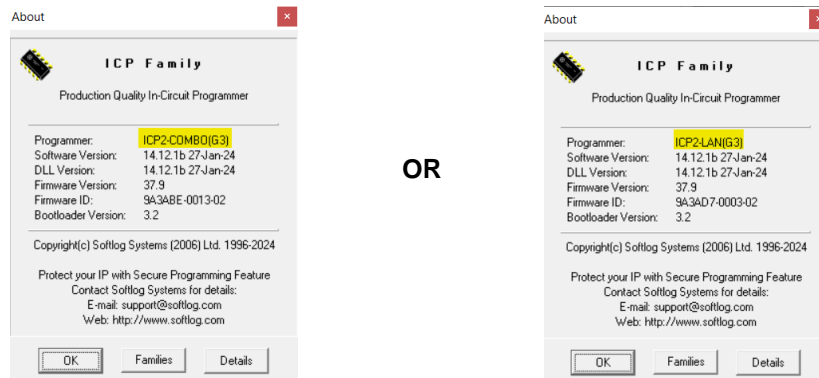 About
×
ICP Family
Production Quality In-Circuit Programmer
Programmer: ICP2-COMBO(G3)
Software Version: 14.12.1b 27-Jan-24
DLL Version: 14.12.1b 27-Jan-24
Firmware Version: 37.9
Firmware ID: 9A3ABE-0013-02
Bootloader Version: 3.2
Copyright(c) Softlog Systems (2006) Ltd. 1996-2024
Protect your IP with Secure Programming Feature
Contact Softlog Systems for details:
E-mail: support@softlog.com
Web: http://www.softlog.com
OK Families Details
OR
About
×
ICP Family
Production Quality In-Circuit Programmer
Programmer: ICP2-LAN(G3)
Software Version: 14.12.1b 27-Jan-24
DLL Version: 14.12.1b 27-Jan-24
Firmware Version: 37.9
Firmware ID: 9A3AD7-0003-02
Bootloader Version: 3.2
Copyright(c) Softlog Systems (2006) Ltd. 1996-2024
Protect your IP with Secure Programming Feature
Contact Softlog Systems for details:
E-mail: support@softlog.com
Web: http://www.softlog.com
OK Families Details